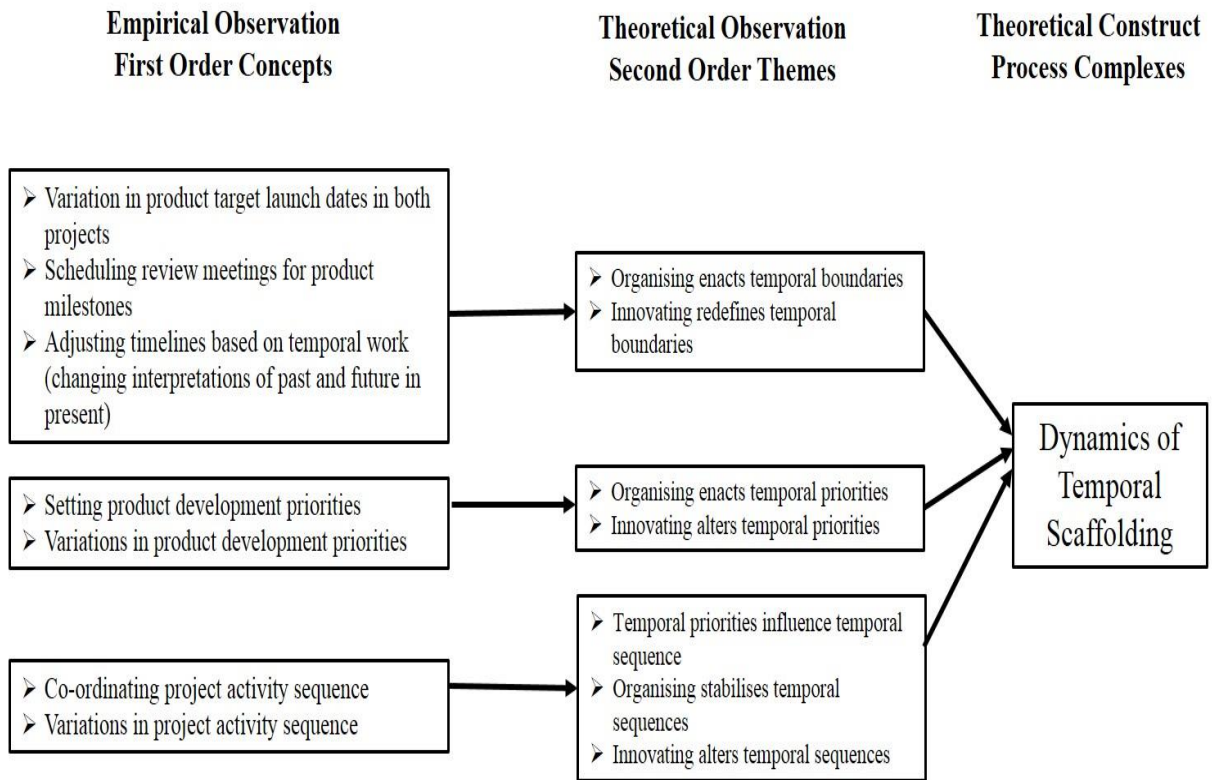 Empirical Observation
First Order Concepts
Theoretical Observation
Second Order Themes
Theoretical Construct
Process Complexes
➢ Variation in product target launch dates in both
projects
➢ Scheduling review meetings for product
milestones
➢ Adjusting timelines based on temporal work
(changing interpretations of past and future in
present)
➢ Setting product development priorities
➢ Variations in product development priorities
➢ Co-ordinating project activity sequence
➢ Variations in project activity sequence
➢ Organising enacts temporal boundaries
➢ Innovating redefines temporal
boundaries
➢ Organising enacts temporal priorities
➢ Innovating alters temporal priorities
➢ Temporal priorities influence temporal
sequence
➢ Organising stabilises temporal
sequences
➢ Innovating alters temporal sequences
Dynamics of
Temporal
Scaffolding